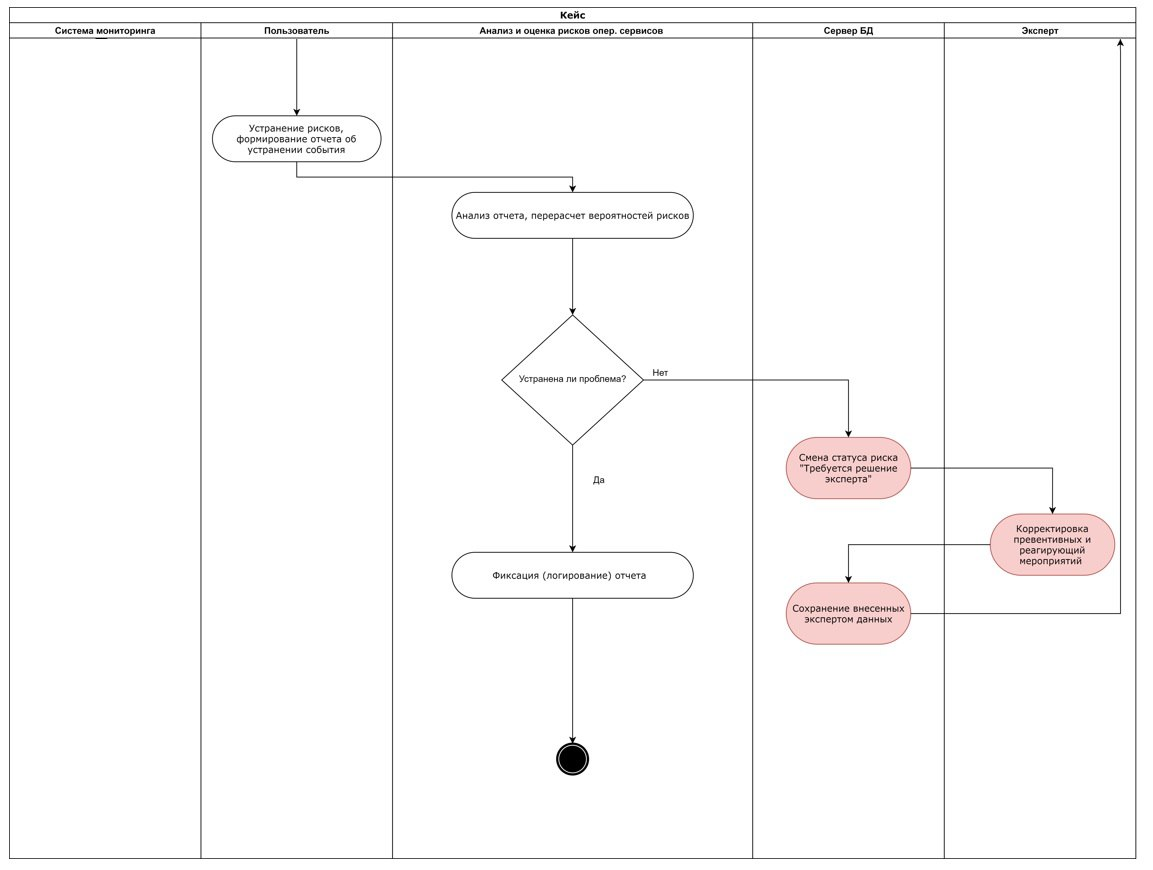 Кейс
Система мониторинга
Пользователь
Анализ и оценка рисков опер. сервисов
Сервер БД
Эксперт
Устранение рисков,
формирование отчета об
устранении события
Анализ отчета, перерасчет вероятностей рисков
Устранена ли проблема?
Нет
Смена статуса риска
"Требуется решение
эксперта"
Да
Корректировка
превентивных и
реагирующий
мероприятий
Фиксация (логирование) отчета
Сохранение внесенных
экспертом данных